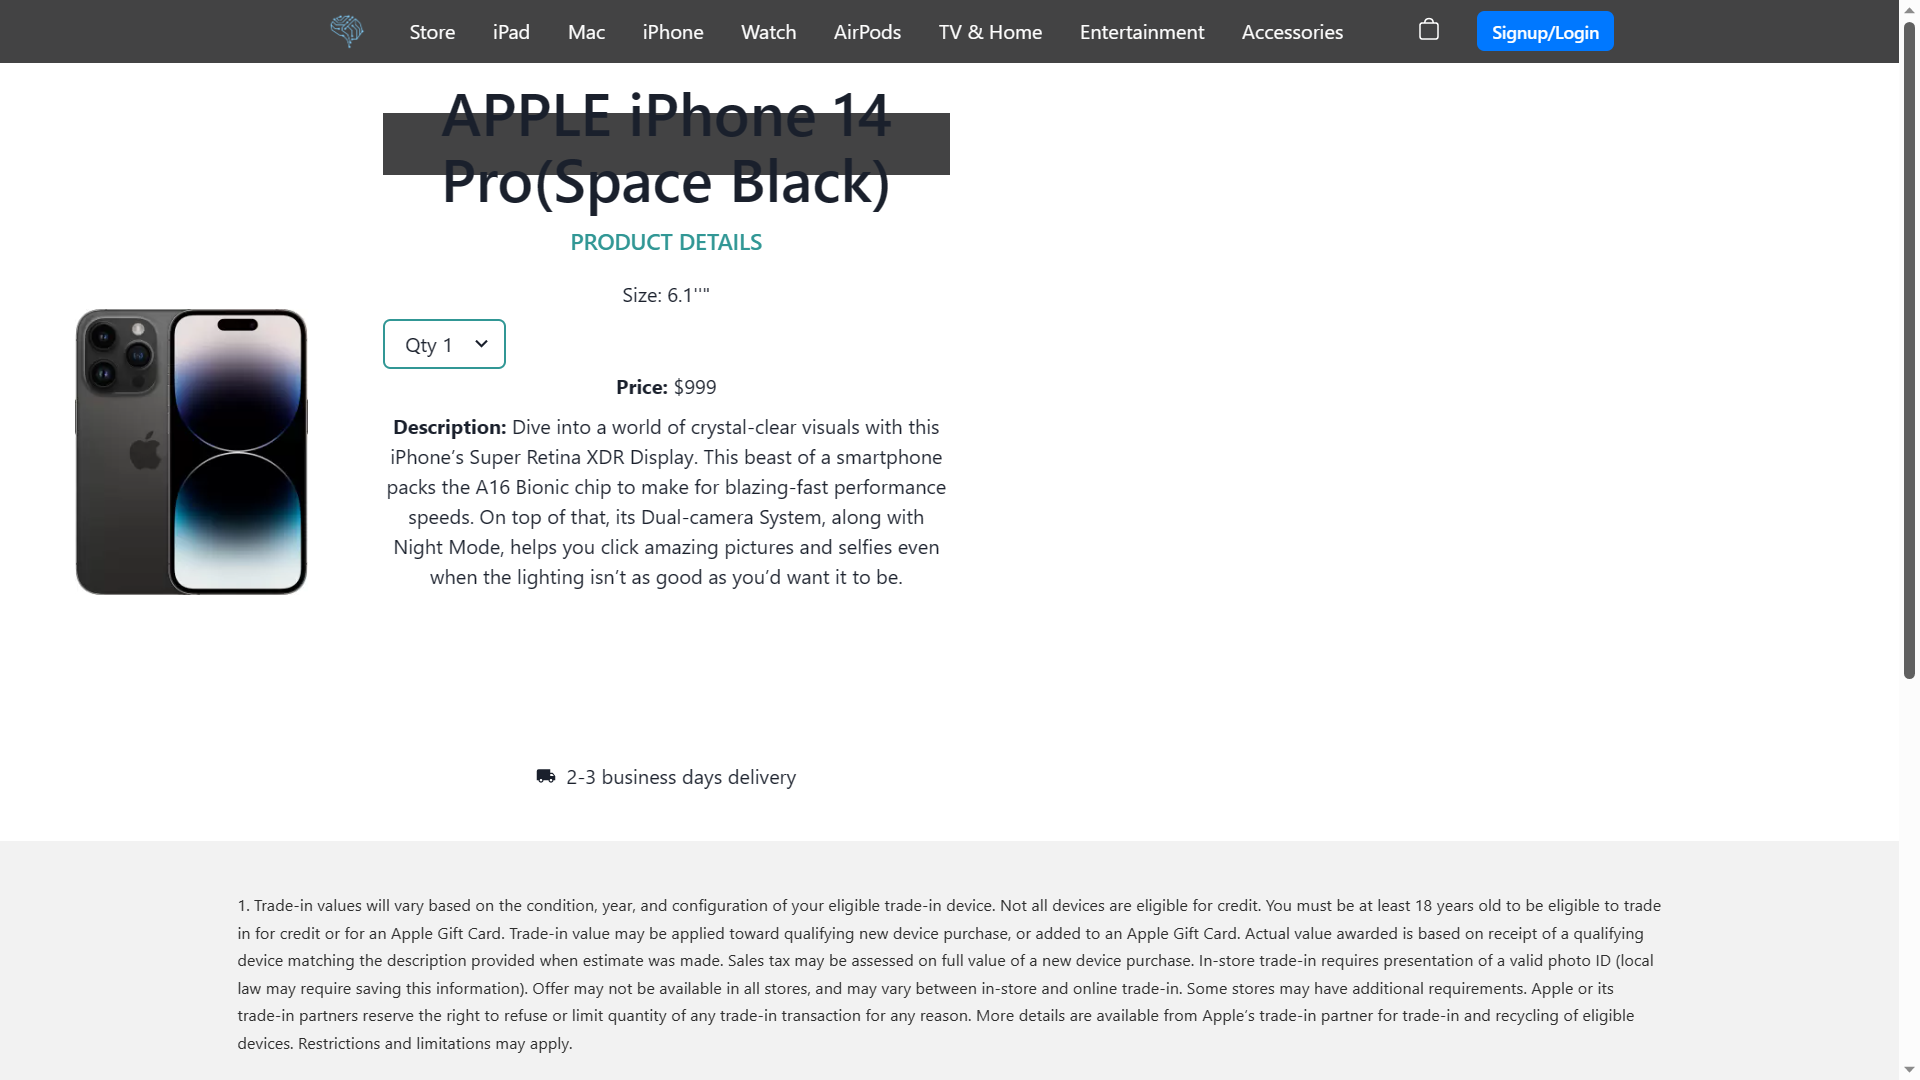 Store iPad Mac iPhone Watch AirPods TV & Home Entertainment Accessories Signup/Login
APPLE iPhone 14
Pro(Space Black)
PRODUCT DETAILS
Size: 6.1'''"
Qty 1
Price: $999
Description: Dive into a world of crystal-clear visuals with this
iPhone’s Super Retina XDR Display. This beast of a smartphone
packs the A16 Bionic chip to make for blazing-fast performance
speeds. On top of that, its Dual-camera System, along with
Night Mode, helps you click amazing pictures and selfies even
when the lighting isn’t as good as you’d want it to be.
2-3 business days delivery
1. Trade-in values will vary based on the condition, year, and configuration of your eligible trade-in device. Not all devices are eligible for credit. You must be at least 18 years old to be eligible to trade
in for credit or for an Apple Gift Card. Trade-in value may be applied toward qualifying new device purchase, or added to an Apple Gift Card. Actual value awarded is based on receipt of a qualifying
device matching the description provided when estimate was made. Sales tax may be assessed on full value of a new device purchase. In-store trade-in requires presentation of a valid photo ID (local
law may require saving this information). Offer may not be available in all stores, and may vary between in-store and online trade-in. Some stores may have additional requirements. Apple or its
trade-in partners reserve the right to refuse or limit quantity of any trade-in transaction for any reason. More details are available from Apple’s trade-in partner for trade-in and recycling of eligible
devices. Restrictions and limitations may apply.